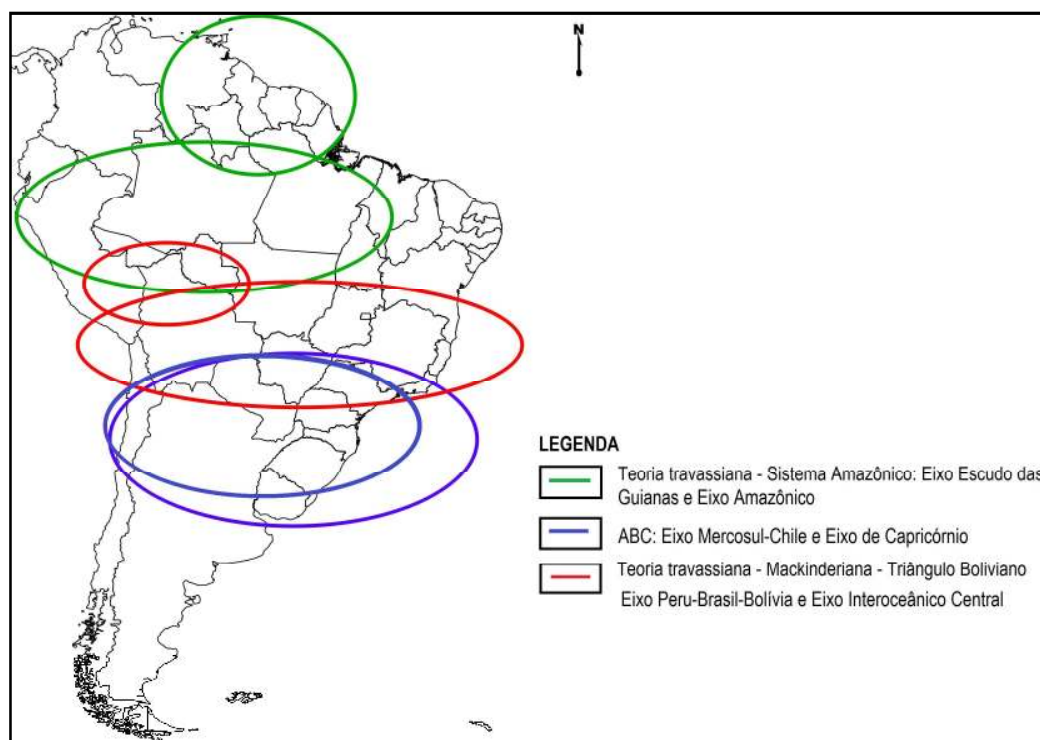 N
LEGENDA
Teoria travassiana - Sistema Amazônico: Eixo Escudo das
Guianas e Eixo Amazônico
ABC: Eixo Mercosul-Chile e Eixo de Capricórnio
Teoria travassiana - Mackinderiana - Triângulo Boliviano
Eixo Peru-Brasil-Bolívia e Eixo Interoceânico Central